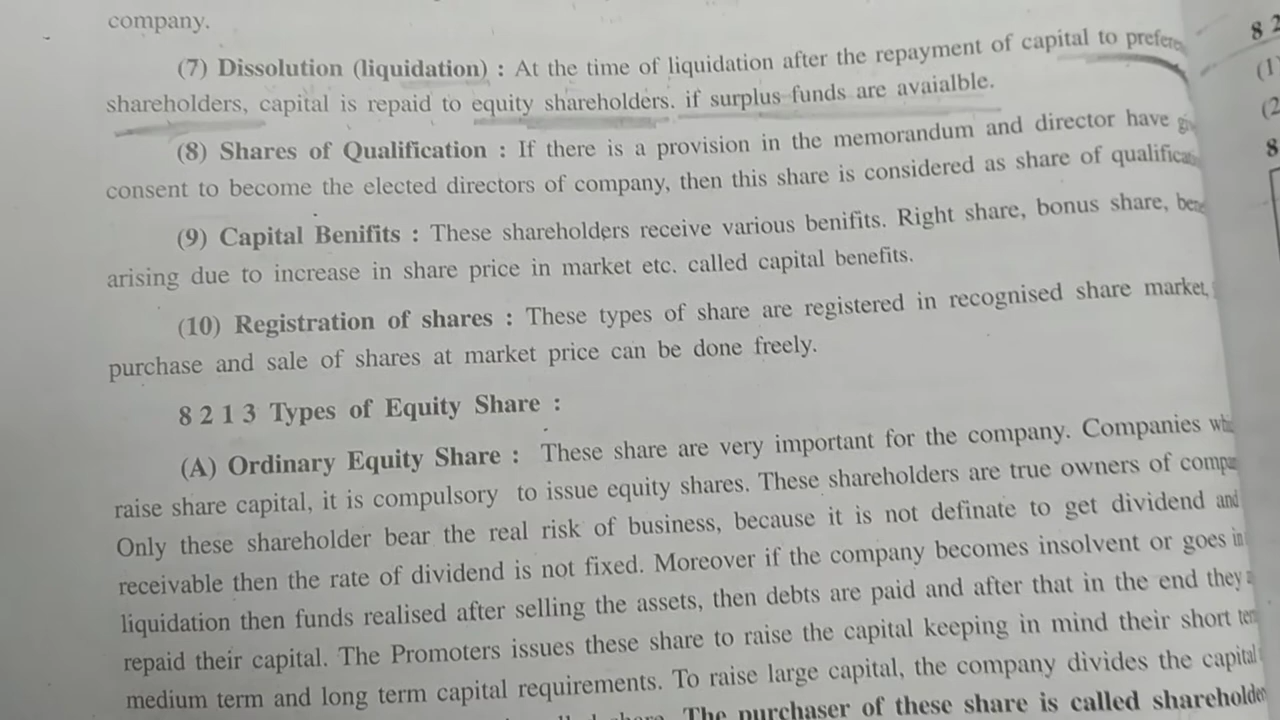 company.
(7) Dissolution (liquidation) : At the time of liquidation after the repayment of capital to
shareholders, capital is repaid to equity shareholders. if surplus funds are avaialble.
(8) Shares of Qualification : If there is a provision in the memorandum and director have
consent to become the elected directors of company, then this share is considered as share of
(9) Capital Benifits : These shareholders receive various benifits. Right share, bonus share,
arising due to increase in share price in market etc. called capital benefits.
(10) Registration of shares : These types of share are registered in recognised share market,
purchase and sale of shares at market price can be done freely.
8 2 1 3 Types of Equity Share :
(A) Ordinary Equity Share : These share are very important for the company. Companies
raise share capital, it is compulsory to issue equity shares. These shareholders are true owners of
Only these shareholder bear the real risk of business, because it is not definate to get dividend and
receivable then the rate of dividend is not fixed. Moreover if the company becomes insolvent or goes in
liquidation then funds realised after selling the assets, then debts are paid and after that in the end they
repaid their capital. The Promoters issues these share to raise the capital keeping in mind their short
medium term and long term capital requirements. To raise large capital, the company divides the capital
share. The purchaser of these share is called shareholder
8 2
(1)
(2
8